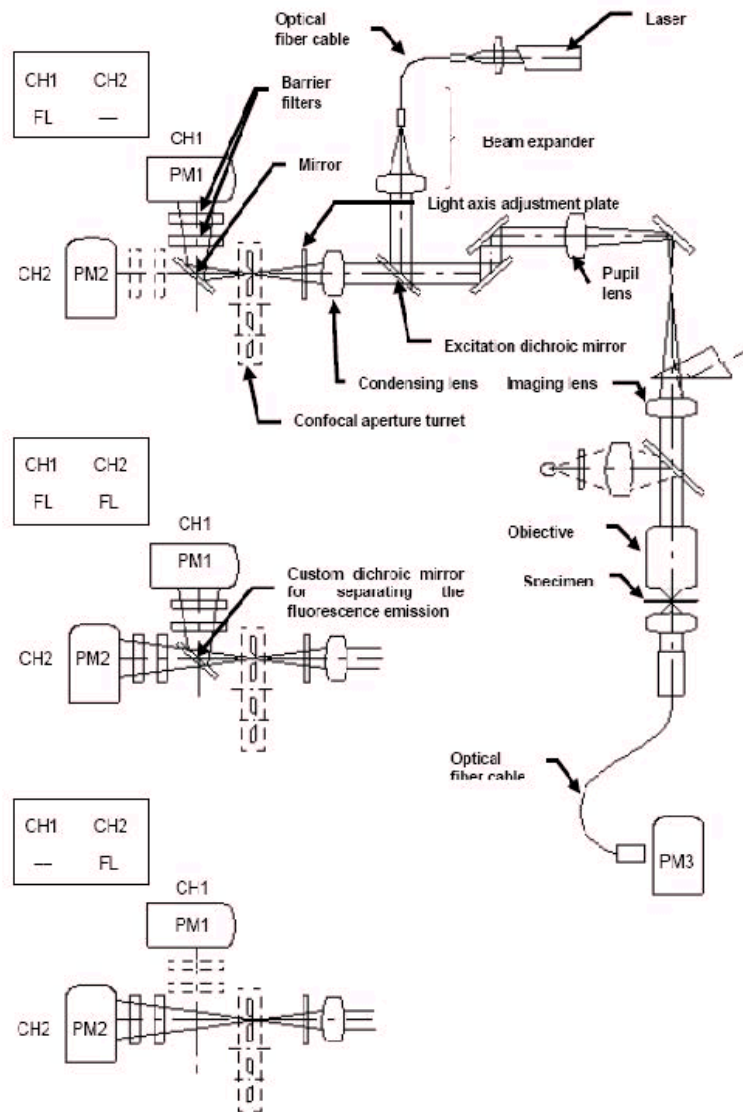 Optical
fiber cable
Laser
CH1 CH2
FL —
Barrier
filters
CH1
Beam expander
PM1
Mirror
Light axis adjustment plate
CH2
PM2
Pupil
lens
Excitation dichroic mirror
Condensing lens
Imaging lens
Confocal aperture turret
CH1 CH2
FL FL
CH1
PM1
Objective
Custom dichroic mirror
for separating the
fluorescence emission
Specimen
CH2
PM2
Optical
fiber cable
CH1 CH2
— FL
PM3
CH1
PM1
CH2
PM2